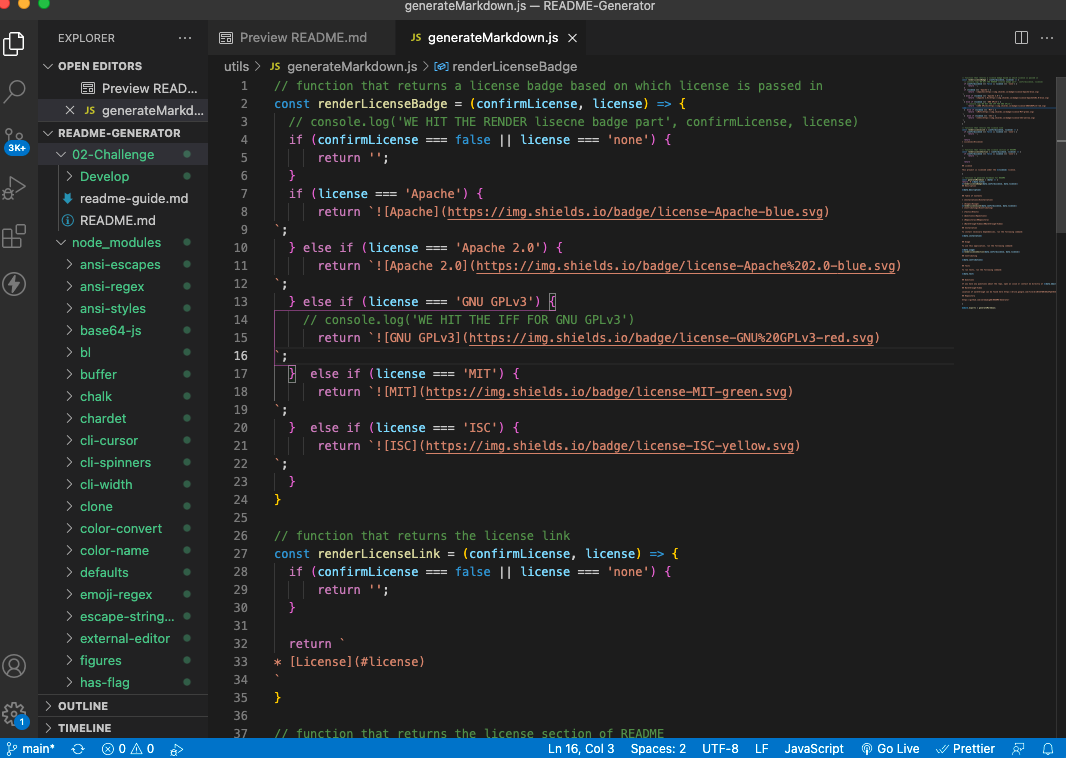 generateMarkdown.js — README-Generator
EXPLORER
Preview README.md
JS generateMarkdown.js
utils > JS generateMarkdown.js > renderLicenseBadge
OPEN EDITORS
Preview READ...
JS generateMarkd...
README-GENERATOR
02-Challenge
Develop
readme-guide.md
README.md
node_modules
ansi-escapes
ansi-regex
ansi-styles
base64-js
bl
buffer
chalk
chardet
cli-cursor
cli-spinners
cli-width
clone
color-convert
color-name
defaults
emoji-regex
escape-string...
external-editor
figures
has-flag
OUTLINE
TIMELINE
3K+
1
1 // function that returns a license badge based on which license is passed in
2 const renderLicenseBadge = (confirmLicense, license) => {
3 // console.log('WE HIT THE RENDER lisecne badge part', confirmLicense, license)
4 if (confirmLicense === false || license === 'none') {
5 return '';
6 }
7 if (license === 'Apache') {
8 return `![Apache](https://img.shields.io/badge/license-Apache-blue.svg)
9 `;
10 } else if (license === 'Apache 2.0') {
11 return `![Apache 2.0](https://img.shields.io/badge/license-Apache%202.0-blue.svg)
12 `;
13 } else if (license === 'GNU GPLv3') {
14 // console.log('WE HIT THE IFF FOR GNU GPLv3')
15 return `![GNU GPLv3](https://img.shields.io/badge/license-GNU%20GPLv3-red.svg)
16 `;
17 } else if (license === 'MIT') {
18 return `![MIT](https://img.shields.io/badge/license-MIT-green.svg)
19 `;
20 } else if (license === 'ISC') {
21 return `![ISC](https://img.shields.io/badge/license-ISC-yellow.svg)
22 `;
23 }
24 }
25
26 // function that returns the license link
27 const renderLicenseLink = (confirmLicense, license) => {
28 if (confirmLicense === false || license === 'none') {
29 return '';
30 }
31
32 return `
33 * [License](#license)
34 `
35 }
36
37 // function that returns the license section of README
main* 0 0 Ln 16, Col 3 Spaces: 2 UTF-8 LF JavaScript Go Live Prettier